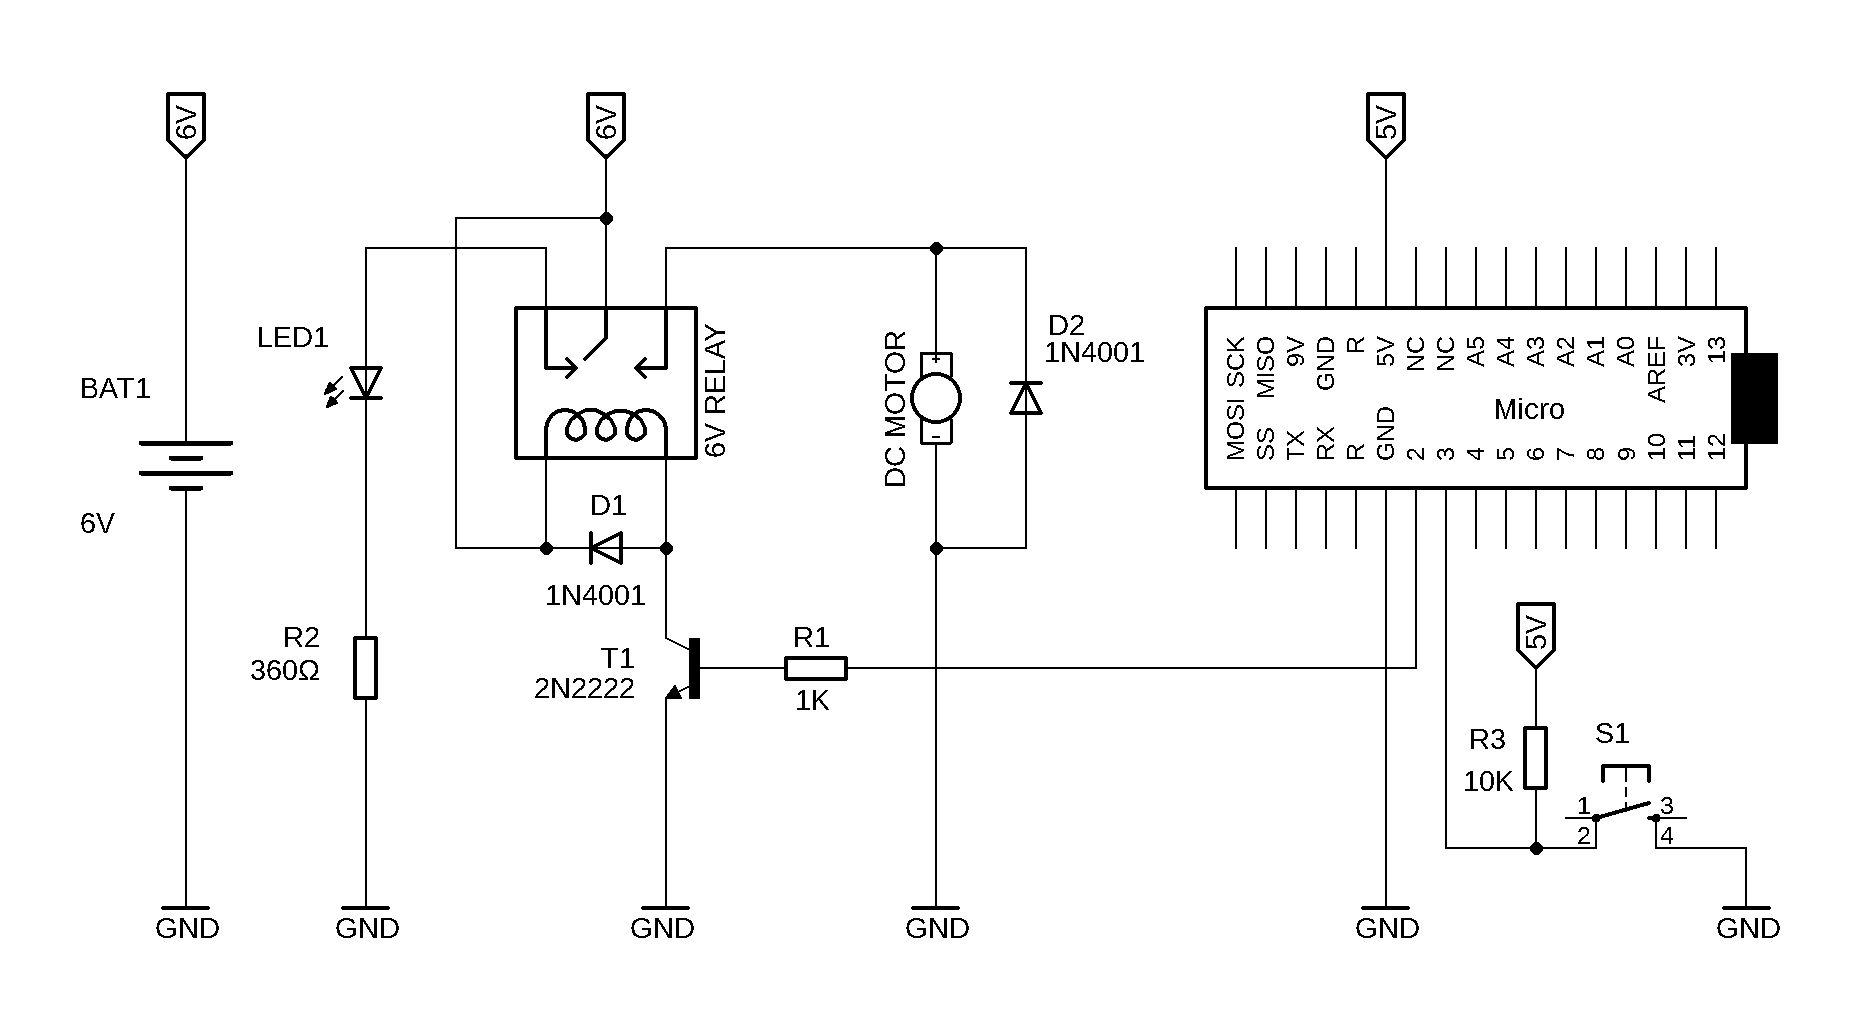 6V
6V
5V
LED1
BAT1
6V
6V RELAY
DC MOTOR
D2
1N4001
MOSI SCK
MISO
9V
GND
R
5V
NC
NC
A5
A4
A3
A2
A1
A0
AREF
3V
13
Micro
SS
TX
RX
R
GND
2
3
4
5
6
7
8
9
10
11
12
D1
1N4001
+
-
R2
360Ω
T1
2N2222
R1
1K
5V
R3
10K
S1
1
2
3
4
GND
GND
GND
GND
GND
GND